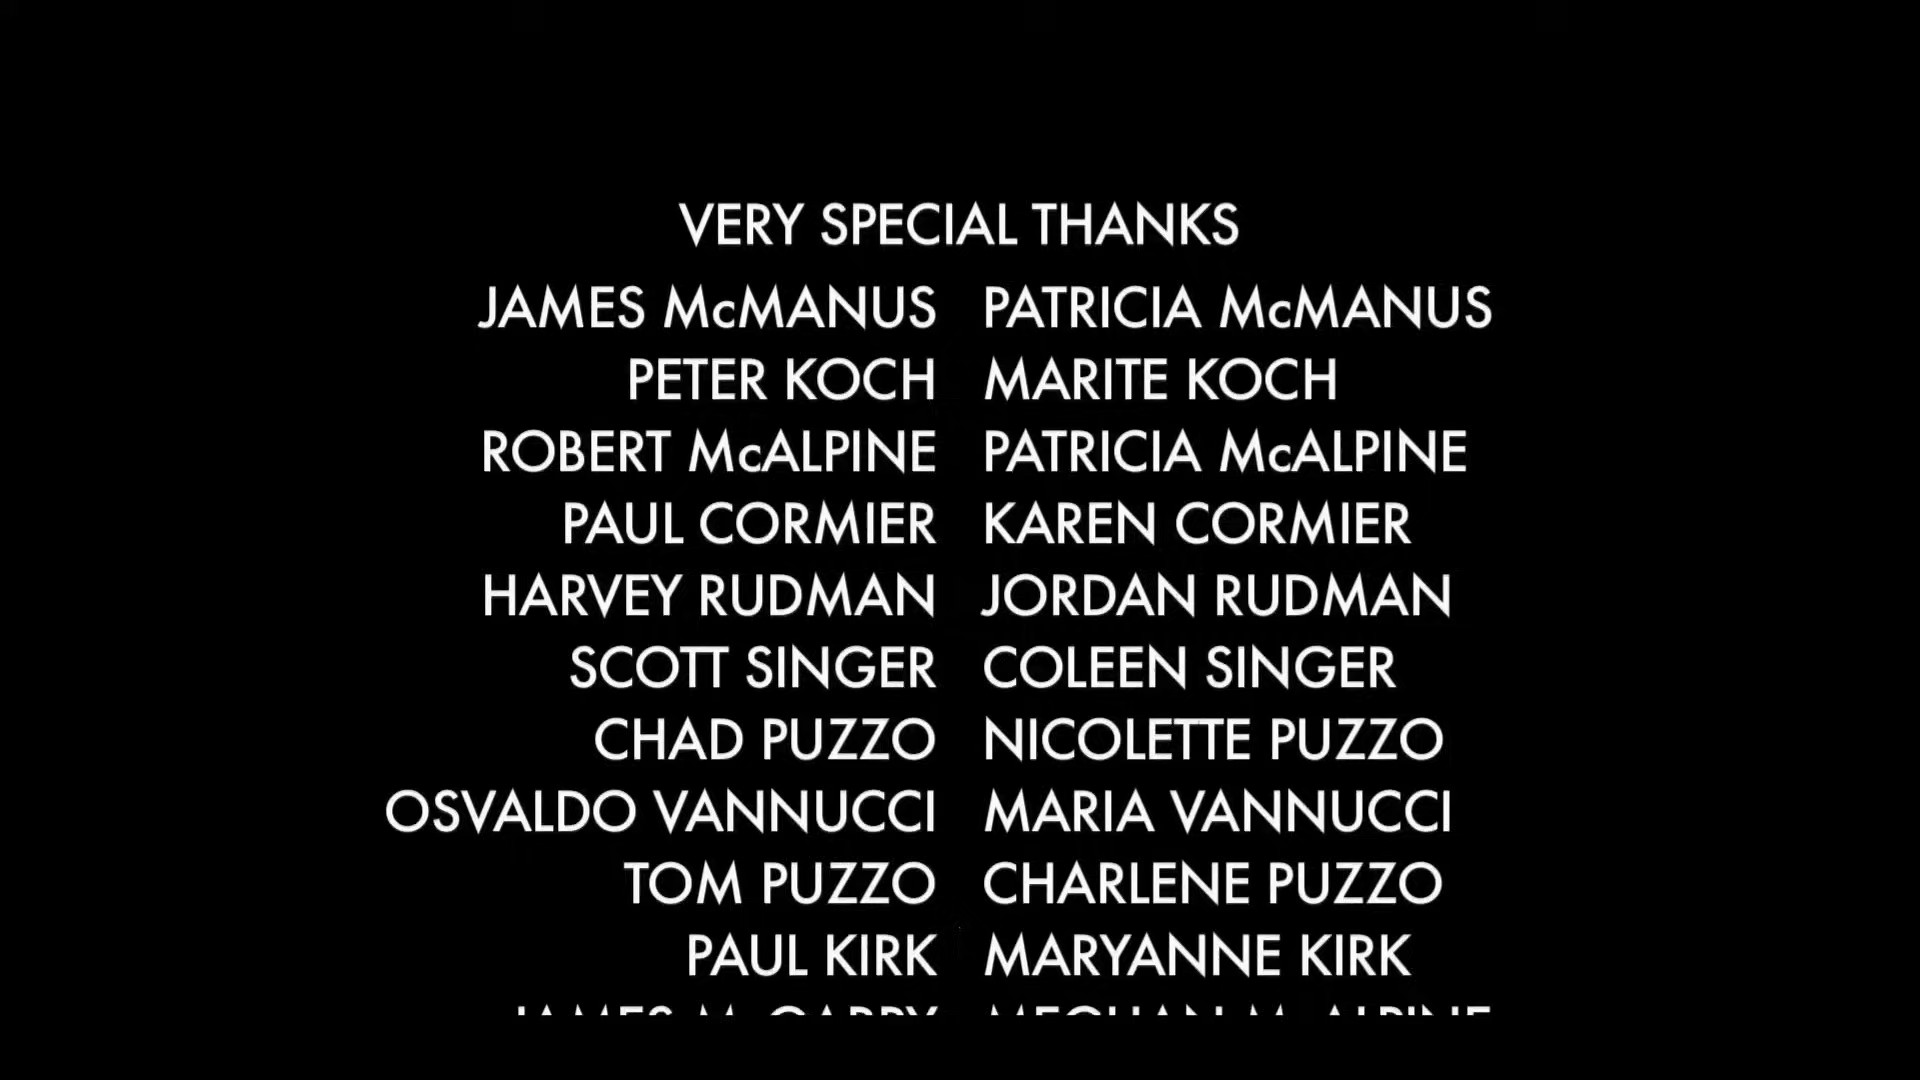 VERY SPECIAL THANKS
JAMES McMANUS PATRICIA McMANUS
PETER KOCH MARITE KOCH
ROBERT McALPINE PATRICIA McALPINE
PAUL CORMIER KAREN CORMIER
HARVEY RUDMAN JORDAN RUDMAN
SCOTT SINGER COLEEN SINGER
CHAD PUZZO NICOLETTE PUZZO
OSVALDO VANNUCCI MARIA VANNUCCI
TOM PUZZO CHARLENE PUZZO
PAUL KIRK MARYANNE KIRK